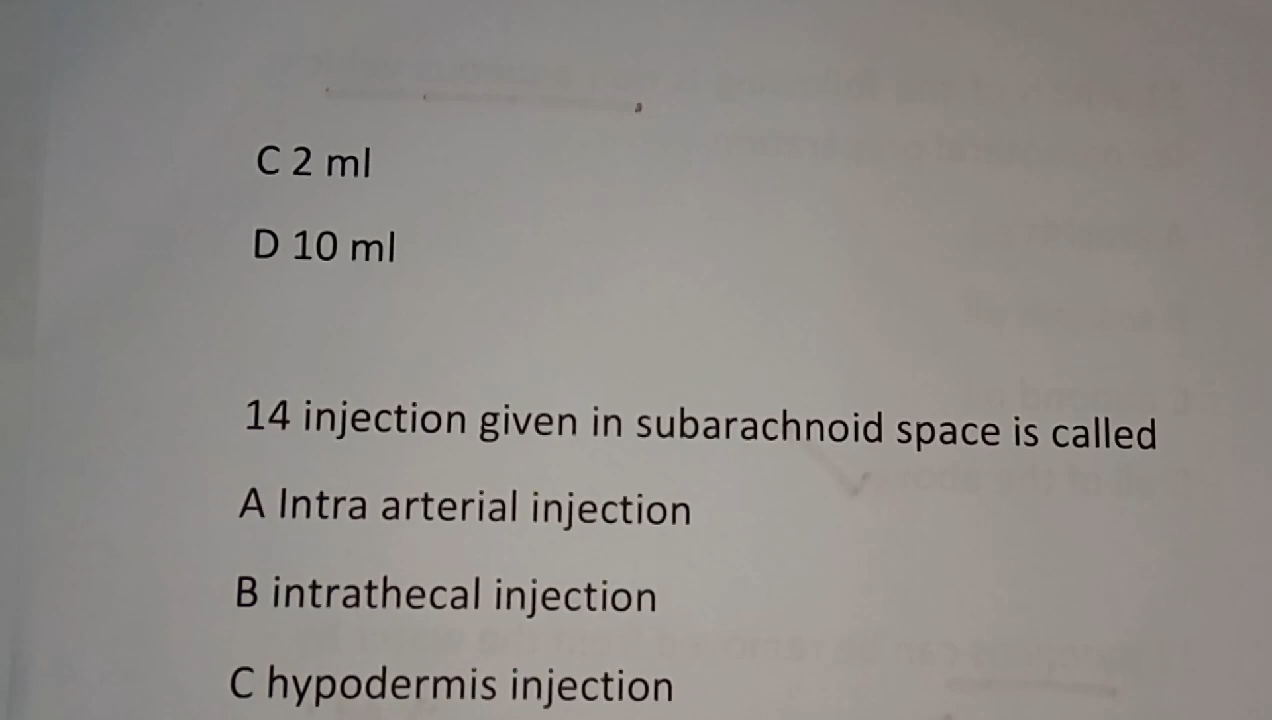 C 2 ml
D 10 ml
14 injection given in subarachnoid space is called
A Intra arterial injection
B intrathecal injection
C hypodermis injection